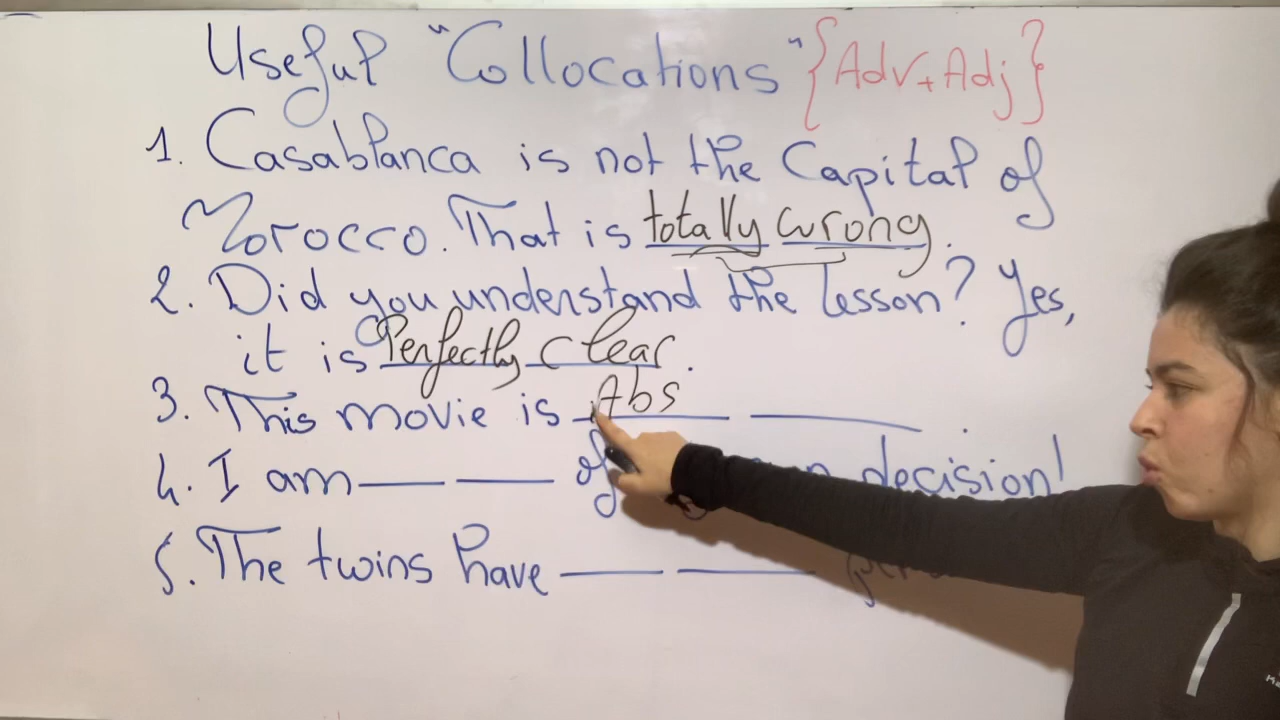 Useful "Collocations" {Adv+Adj}
1. Casablanca is not the Capital of
Morocco. That is totally wrong.
2. Did you understand the lesson? Yes,
it is Perfectly clear.
3. This movie is Abs
4. I am of decision!
5. The twins have